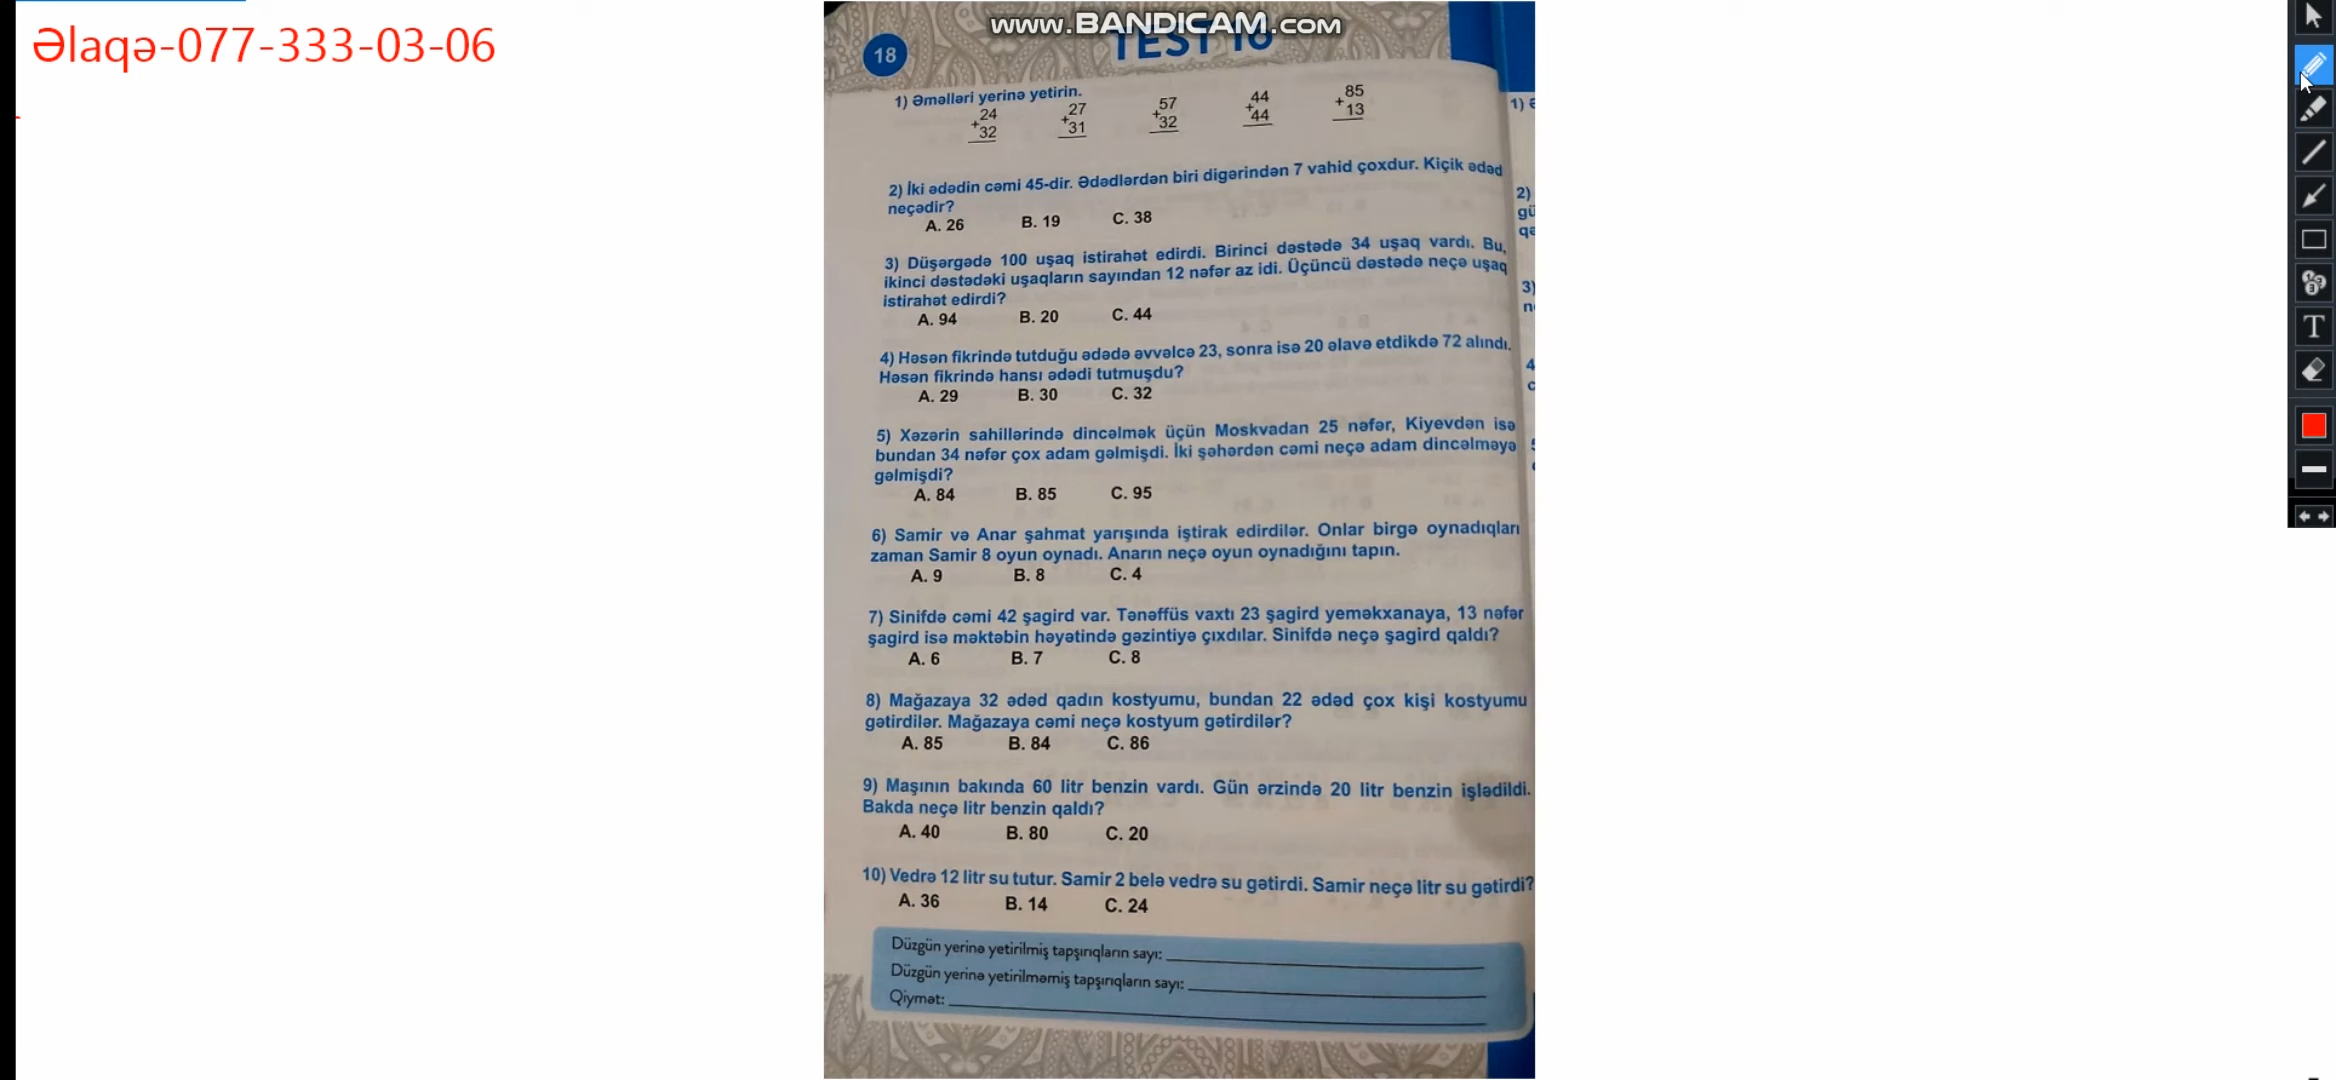 Əlaqə-077-333-03-06
www.BANDICAM.com
18
TEST 16
1) Əməlləri yerinə yetirin.
24 27 57 44 85
+ + + + +
32 31 32 44 13
2) İki ədədin cəmi 45-dir. Ədədlərdən biri digərindən 7 vahid çoxdur. Kiçik ədəd
neçədir?
A. 26 B. 19 C. 38
3) Düşərgədə 100 uşaq istirahət edirdi. Birinci dəstədə 34 uşaq vardı. Bu,
ikinci dəstədəki uşaqların sayından 12 nəfər az idi. Üçüncü dəstədə neçə uşaq
istirahət edirdi?
A. 94 B. 20 C. 44
4) Həsən fikrində tutduğu ədədə əvvəlcə 23, sonra isə 20 əlavə etdikdə 72 alındı.
Həsən fikrində hansı ədədi tutmuşdu?
A. 29 B. 30 C. 32
5) Xəzərin sahillərində dincəlmək üçün Moskvadan 25 nəfər, Kiyevdən isə
bundan 34 nəfər çox adam gəlmişdi. İki şəhərdən cəmi neçə adam dincəlməyə
gəlmişdi?
A. 84 B. 85 C. 95
6) Samir və Anar şahmat yarışında iştirak edirdilər. Onlar birgə oynadıqları
zaman Samir 8 oyun oynadı. Anarın neçə oyun oynadığını tapın.
A. 9 B. 8 C. 4
7) Sinifdə cəmi 42 şagird var. Tənəffüs vaxtı 23 şagird yeməkxanaya, 13 nəfər
şagird isə məktəbin həyətində gəzintiyə çıxdılar. Sinifdə neçə şagird qaldı?
A. 6 B. 7 C. 8
8) Mağazaya 32 ədəd qadın kostyumu, bundan 22 ədəd çox kişi kostyumu
gətirdilər. Mağazaya cəmi neçə kostyum gətirdilər?
A. 85 B. 84 C. 86
9) Maşının bakında 60 litr benzin vardı. Gün ərzində 20 litr benzin işlədildi.
Bakda neçə litr benzin qaldı?
A. 40 B. 80 C. 20
10) Vedrə 12 litr su tutur. Samir 2 belə vedrə su gətirdi. Samir neçə litr su gətirdi?
A. 36 B. 14 C. 24
Düzgün yerinə yetirilmiş tapşırıqların sayı:
Düzgün yerinə yetirilməmiş tapşırıqların sayı:
Qiymət:
1)
2)
gü
qə
3)
4
T